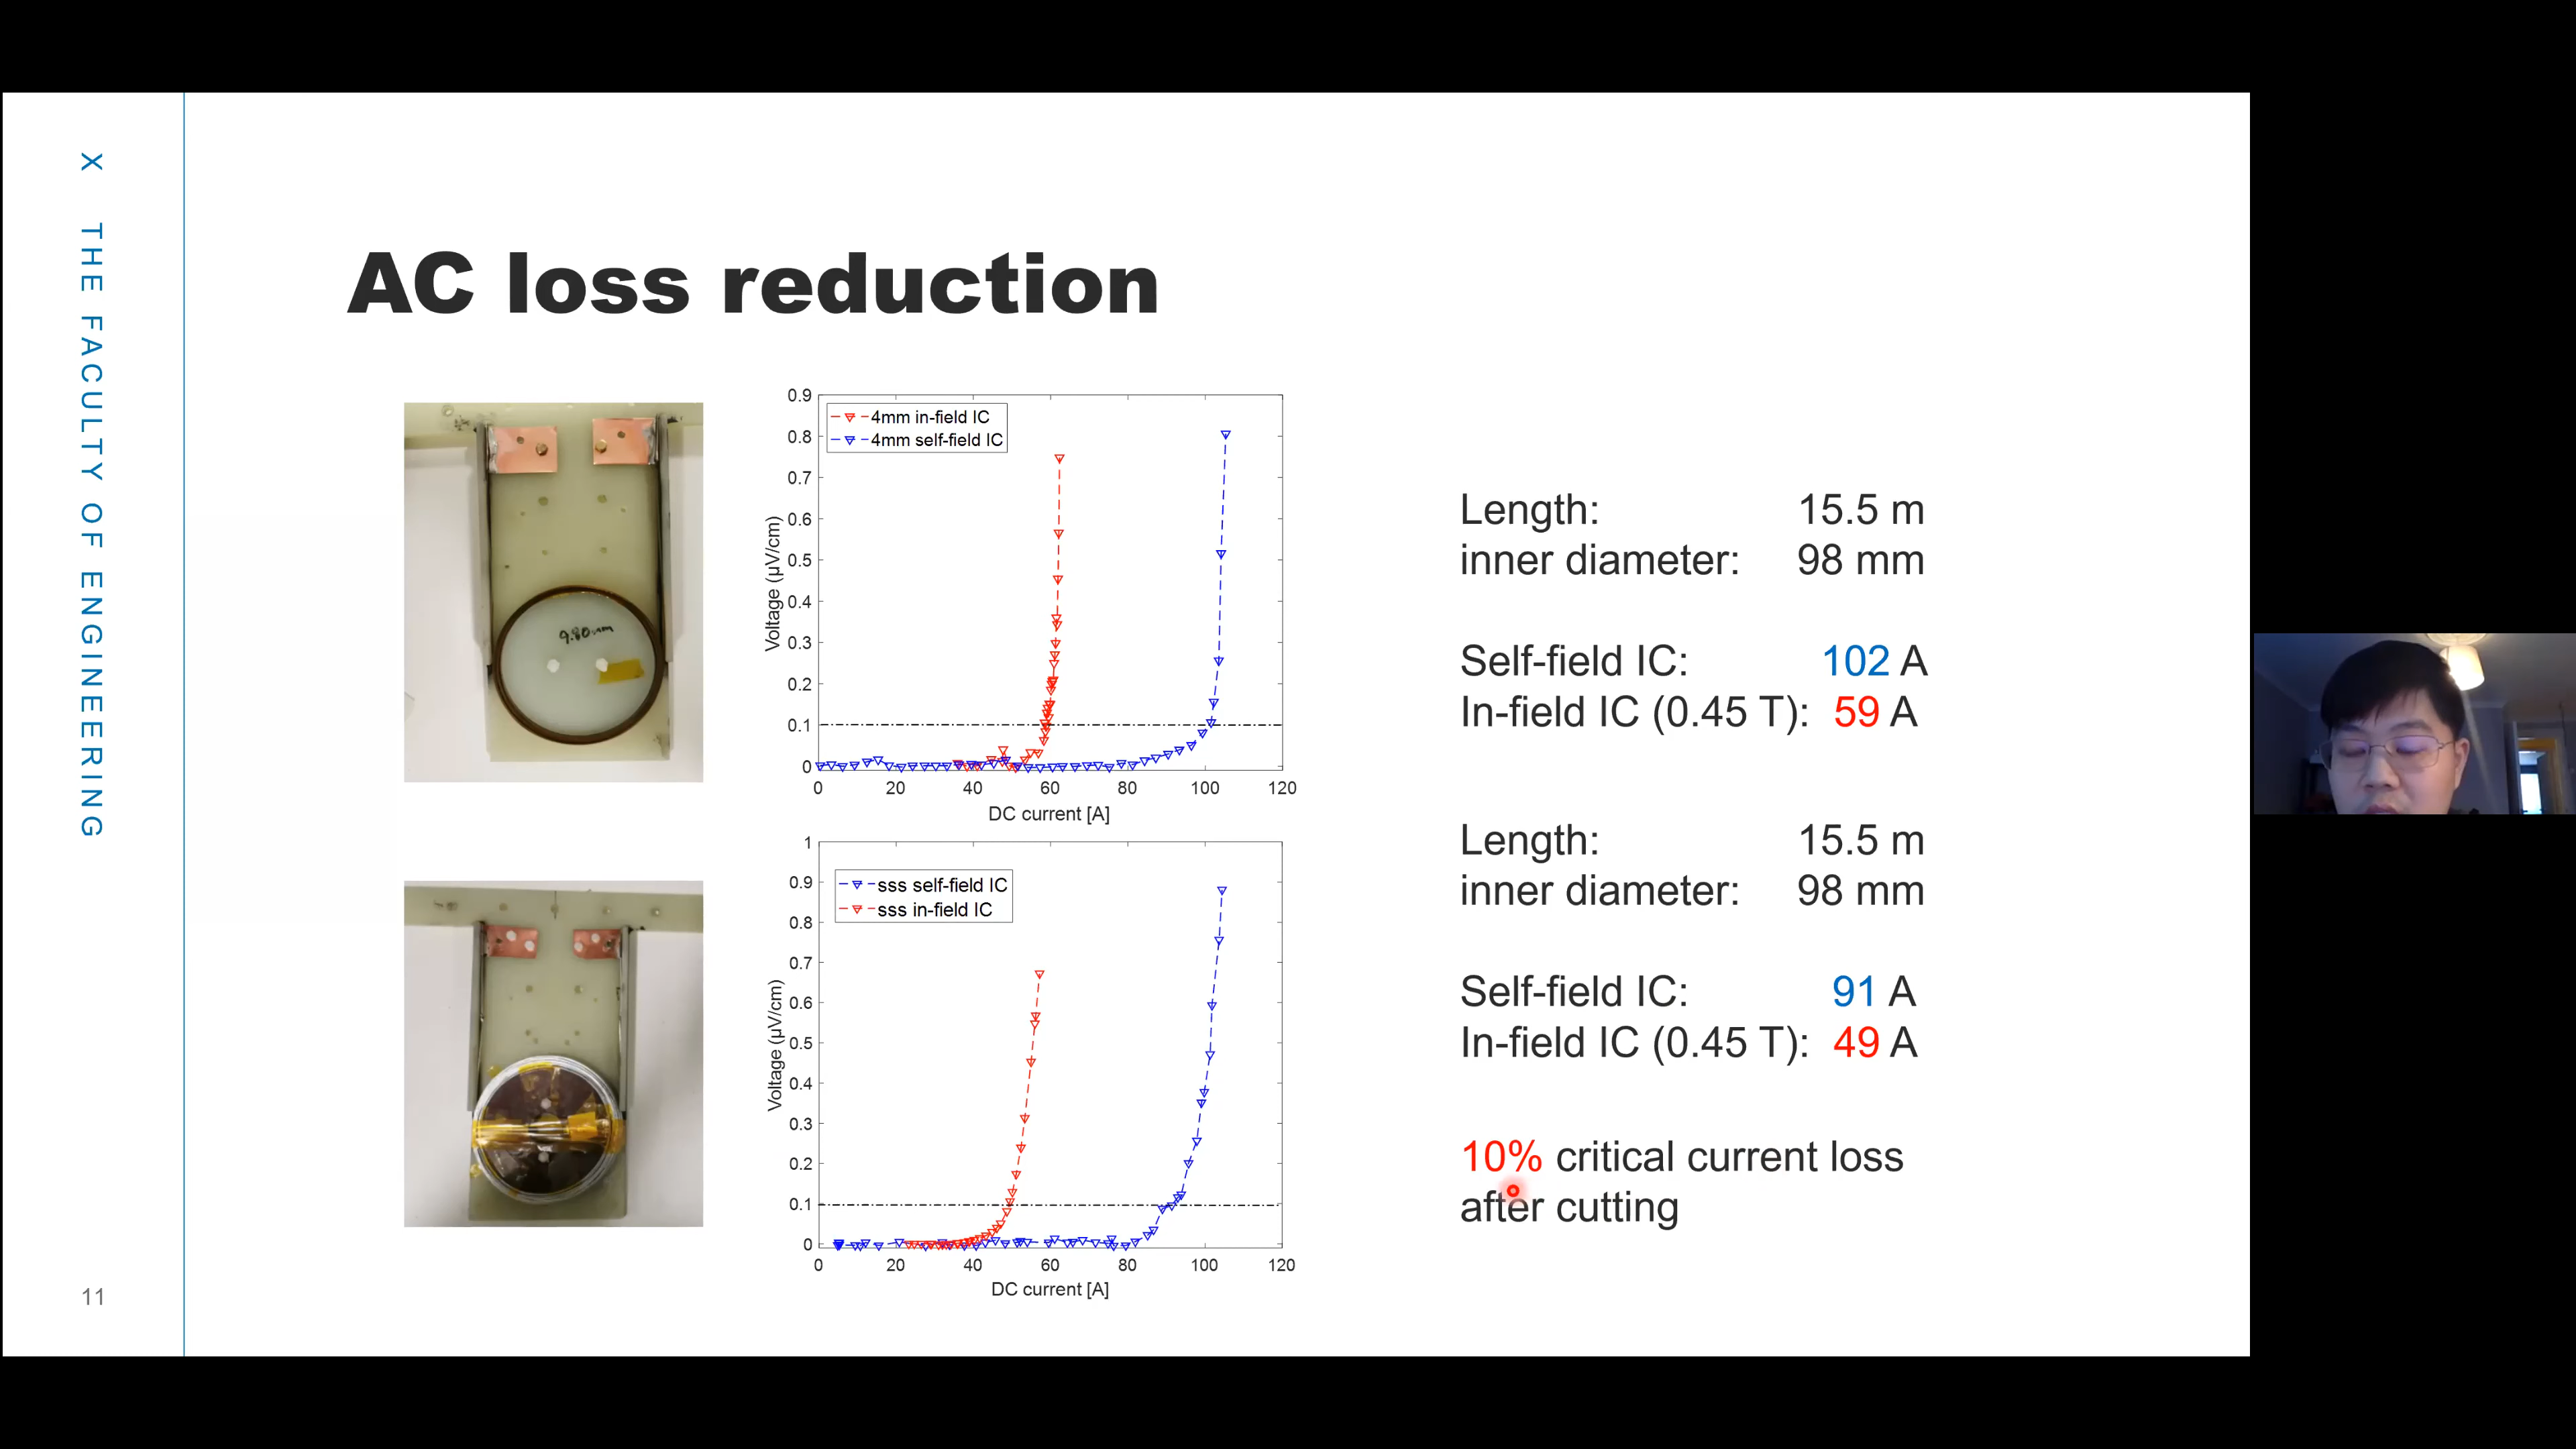 X THE FACULTY OF ENGINEERING
11
AC loss reduction
9.80 mm
0.9
0.8
0.7
0.6
0.5
0.4
0.3
0.2
0.1
0
Voltage (µV/cm)
4mm in-field IC
4mm self-field IC
0 20 40 60 80 100 120
DC current [A]
1
0.9
0.8
0.7
0.6
0.5
0.4
0.3
0.2
0.1
0
Voltage (µV/cm)
sss self-field IC
sss in-field IC
0 20 40 60 80 100 120
DC current [A]
Length: 15.5 m
inner diameter: 98 mm
Self-field IC: 102 A
In-field IC (0.45 T): 59 A
Length: 15.5 m
inner diameter: 98 mm
Self-field IC: 91 A
In-field IC (0.45 T): 49 A
10% critical current loss
after cutting